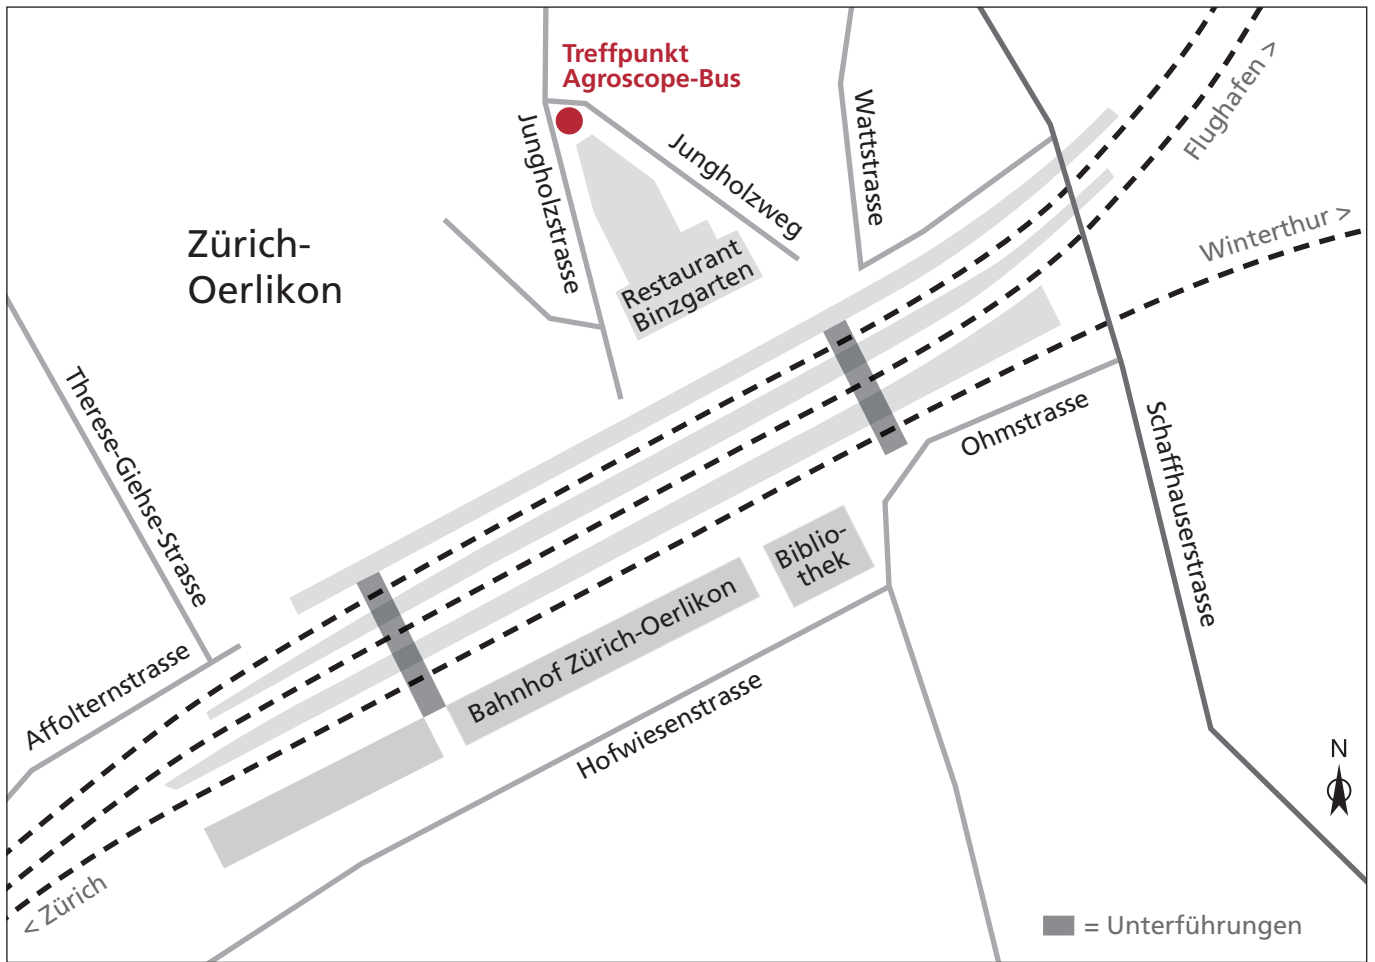 Treffpunkt
Agroscope-Bus
Flughafen >
Wattstrasse
Jungholzstrasse
Jungholzweg
Winterthur >
Zürich-
Oerlikon
Restaurant
Binzgarten
Therese-Giehse-Strasse
Ohmstrasse
Schaffhauserstrasse
Biblio-
thek
Bahnhof Zürich-Oerlikon
Affolternstrasse
Hofwiesenstrasse
N
< Zürich
= Unterführungen